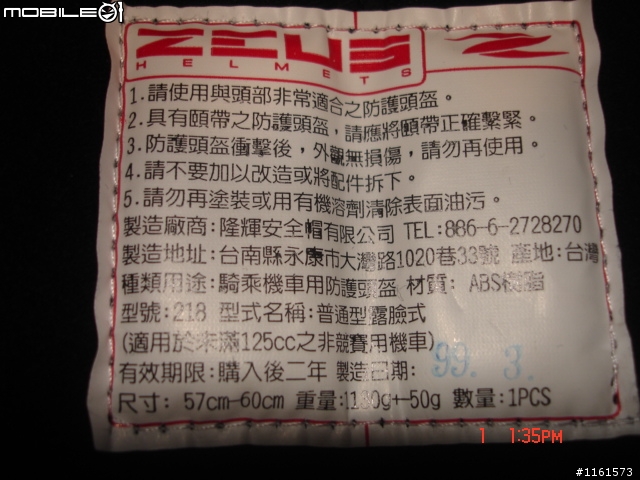 MOBILE01
ZEUS
HELMETS
1.請使用與頭部非常適合之防護頭盔。
2.具有頤帶之防護頭盔,請應將頤帶正確繫緊。
3.防護頭盔衝擊後,外觀無損傷,請勿再使用。
4.請不要加以改造或將配件拆下。
5.請勿再塗裝或用有機溶劑清除表面油污。
製造廠商:隆輝安全帽有限公司 TEL:886-6-2728270
製造地址:台南縣永康市大灣路1020巷33號 產地:台灣
種類用途:騎乘機車用防護頭盔 材質: ABS樹脂
型號:218 型式名稱:普通型露臉式
(適用於未滿125cc之非競賽用機車)
有效期限:購入後二年 製造日期: 99. 3.
尺寸: 57cm-60cm 重量: +-50g 數量:1PCS
1 1:35PM
#1161573